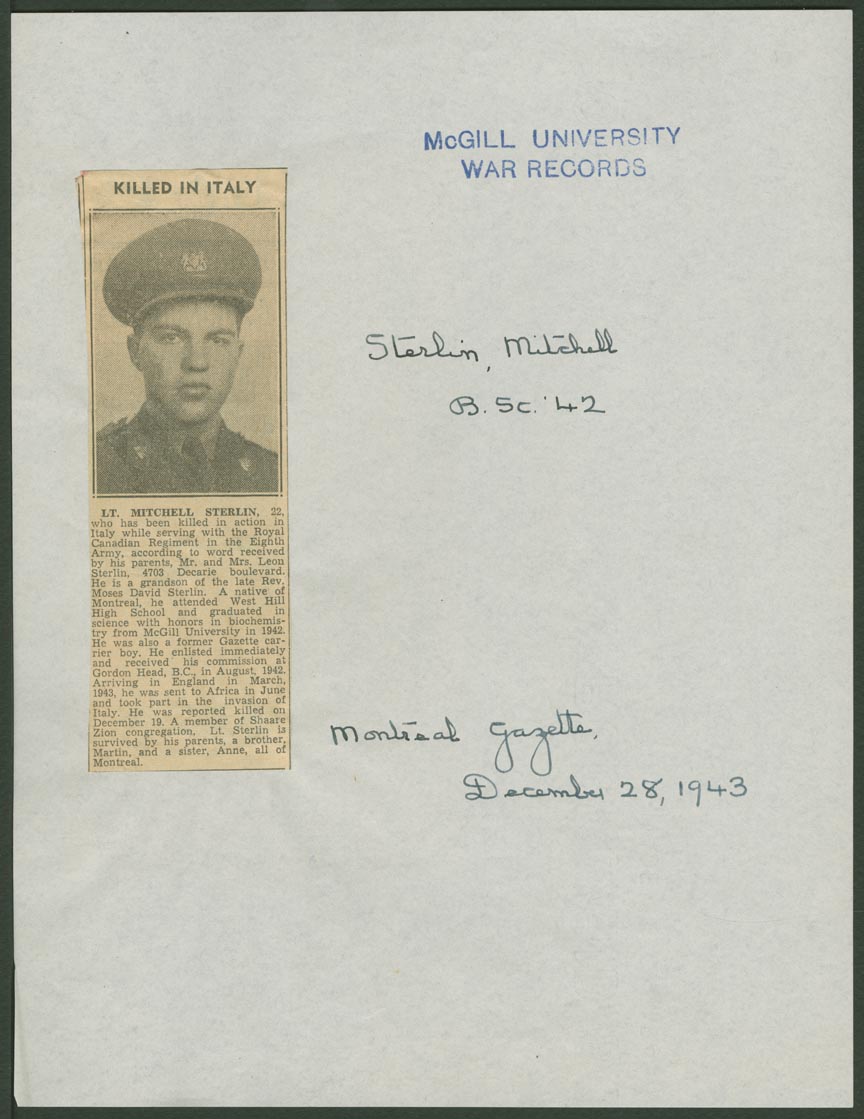 McGILL UNIVERSITY
WAR RECORDS
KILLED IN ITALY
Sterlin, Mitchell
B.Sc. '42
LT. MITCHELL STERLIN, 22,
who has been killed in action in
Italy while serving with the Royal
Canadian Regiment in the Eighth
Army, according to word received
by his parents, Mr. and Mrs. Leon
Sterlin, 4703 Decarie boulevard.
He is a grandson of the late Rev.
Moses David Sterlin. A native of
Montreal, he attended West Hill
High School and graduated in
science with honors in biochemis-
try from McGill University in 1942.
He was also a former Gazette car-
rier boy. He enlisted immediately
and received his commission at
Gordon Head, B.C., in August, 1942.
Arriving in England in March,
1943, he was sent to Africa in June
and took part in the invasion of
Italy. He was reported killed on
December 19. A member of Shaare
Zion congregation, Lt. Sterlin is
survived by his parents, a brother,
Martin, and a sister, Anne, all of
Montreal.
Montreal Gazette,
December 28, 1943